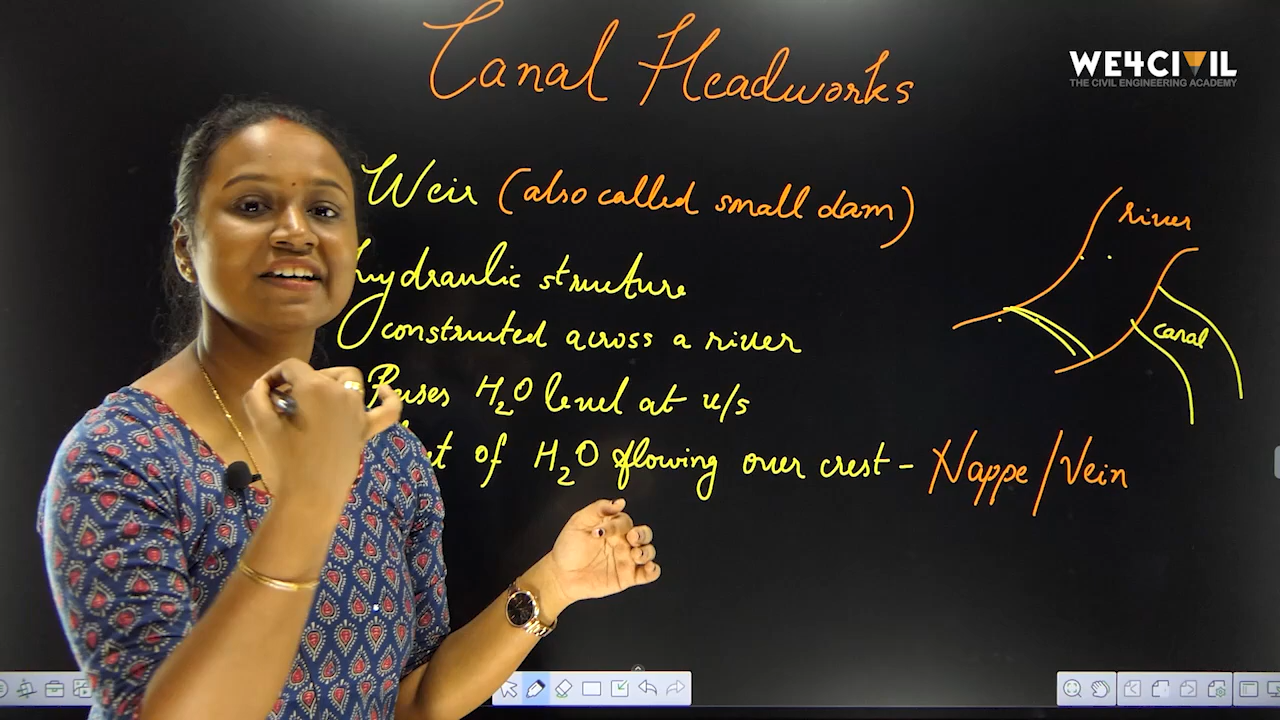 Canal Headworks
WE4CIVIL
THE CIVIL ENGINEERING ACADEMY
Weir (also called small dam)
hydraulic structure
constructed across a river
Raises H₂O level at u/s
of H₂O flowing over crest - Nappe/Vein
river
canal